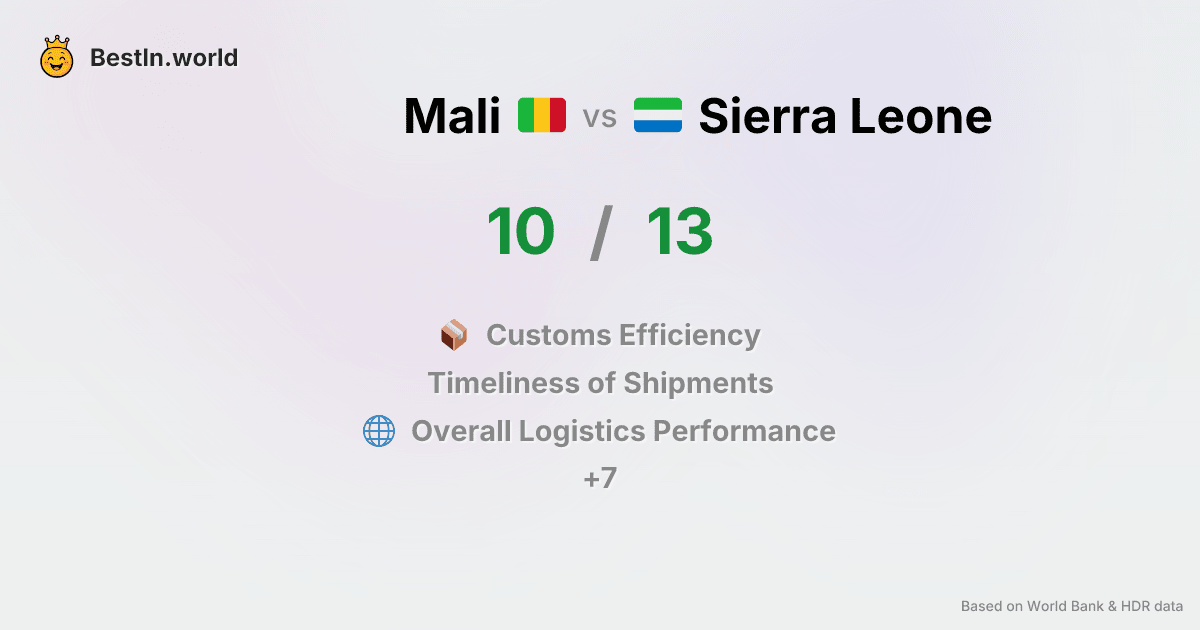 BestIn.world
Mali vs Sierra Leone
10 / 13
Customs Efficiency
Timeliness of Shipments
Overall Logistics Performance
+7
Based on World Bank & HDR data